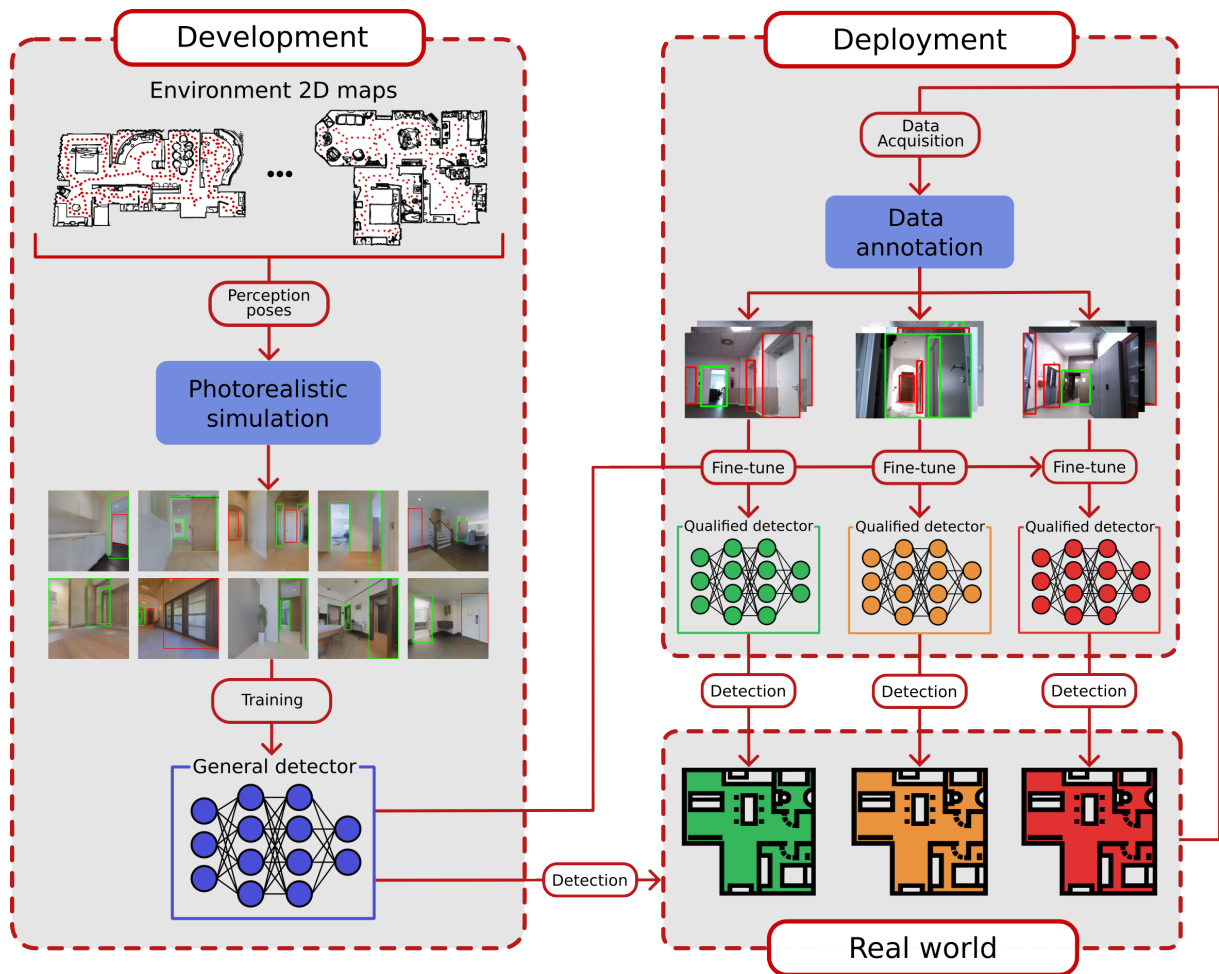 Development
Environment 2D maps
...
Perception
poses
Photorealistic
simulation
Training
General detector
Detection
Deployment
Data
Acquisition
Data
annotation
Fine-tune
Fine-tune
Fine-tune
Qualified detector
Qualified detector
Qualified detector
Detection
Detection
Detection
Real world